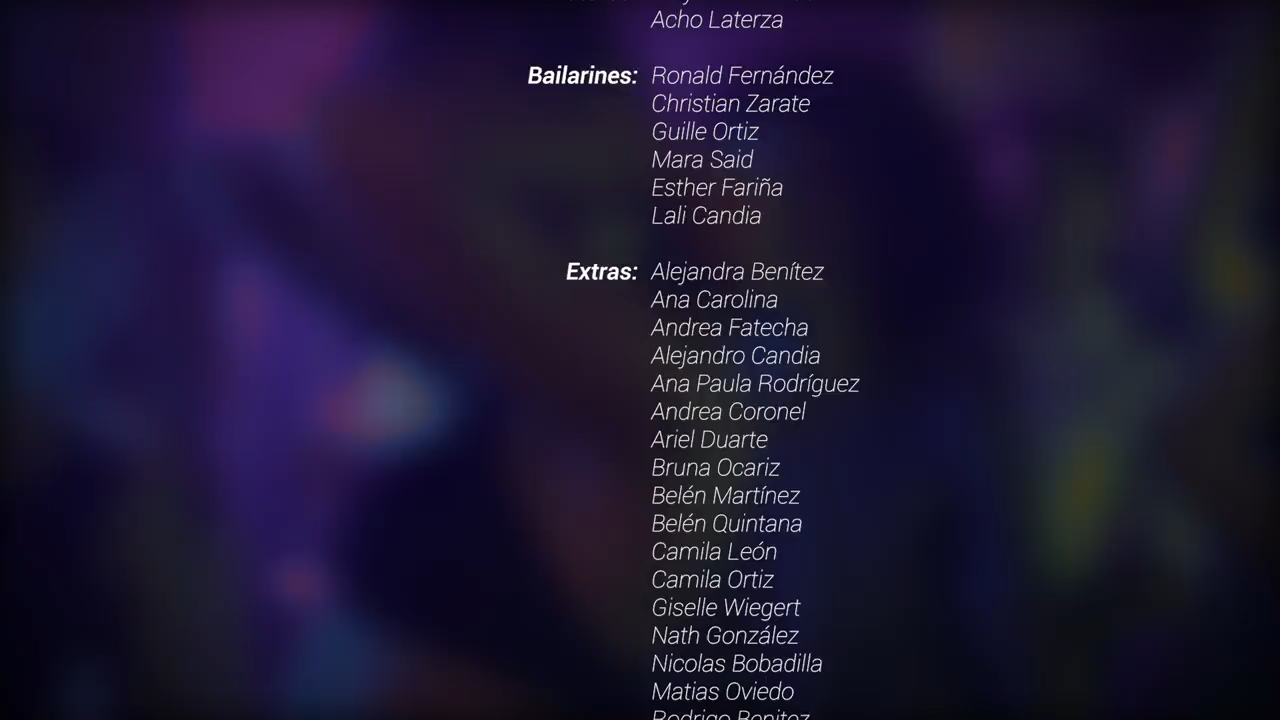 Acho Laterza
Bailarines: Ronald Fernández
Christian Zarate
Guille Ortiz
Mara Said
Esther Fariña
Lali Candia
Extras: Alejandra Benítez
Ana Carolina
Andrea Fatecha
Alejandro Candia
Ana Paula Rodríguez
Andrea Coronel
Ariel Duarte
Bruna Ocariz
Belén Martínez
Belén Quintana
Camila León
Camila Ortiz
Giselle Wiegert
Nath González
Nicolas Bobadilla
Matias Oviedo
Rodrigo Benitez